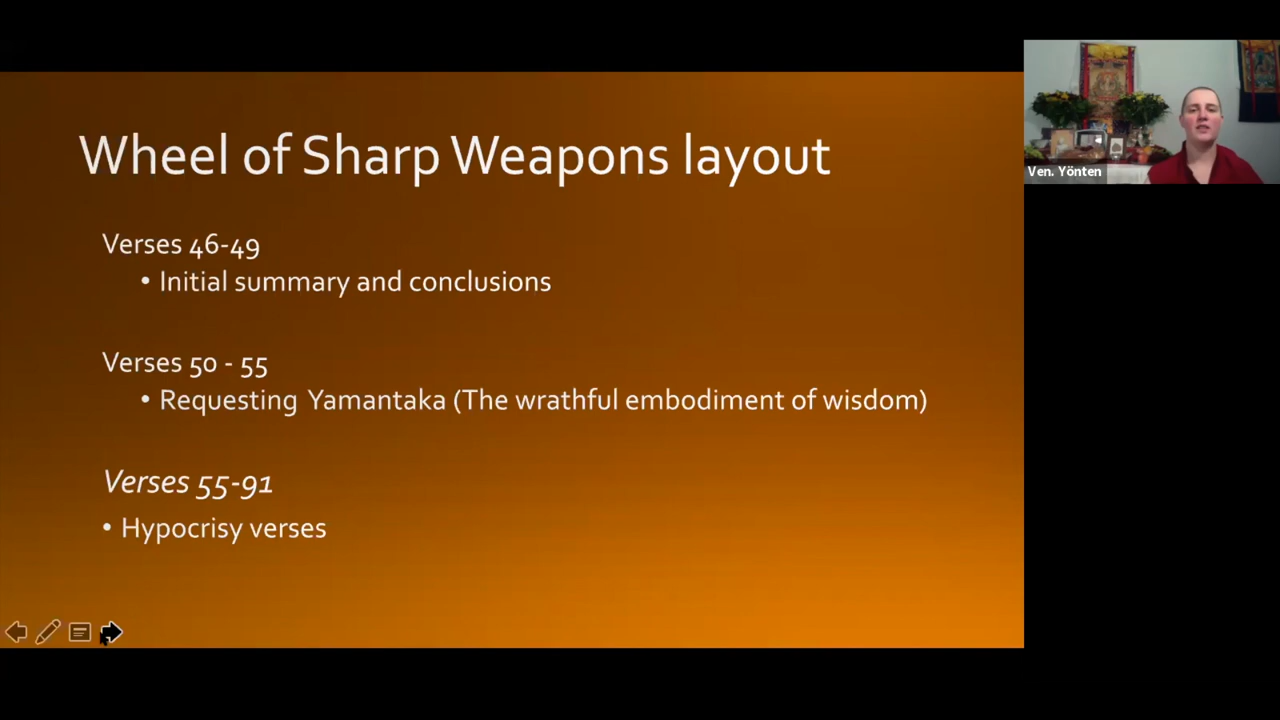 Wheel of Sharp Weapons layout
Verses 46-49
• Initial summary and conclusions
Verses 50 - 55
• Requesting Yamantaka (The wrathful embodiment of wisdom)
Verses 55-91
• Hypocrisy verses
Ven. Yönten